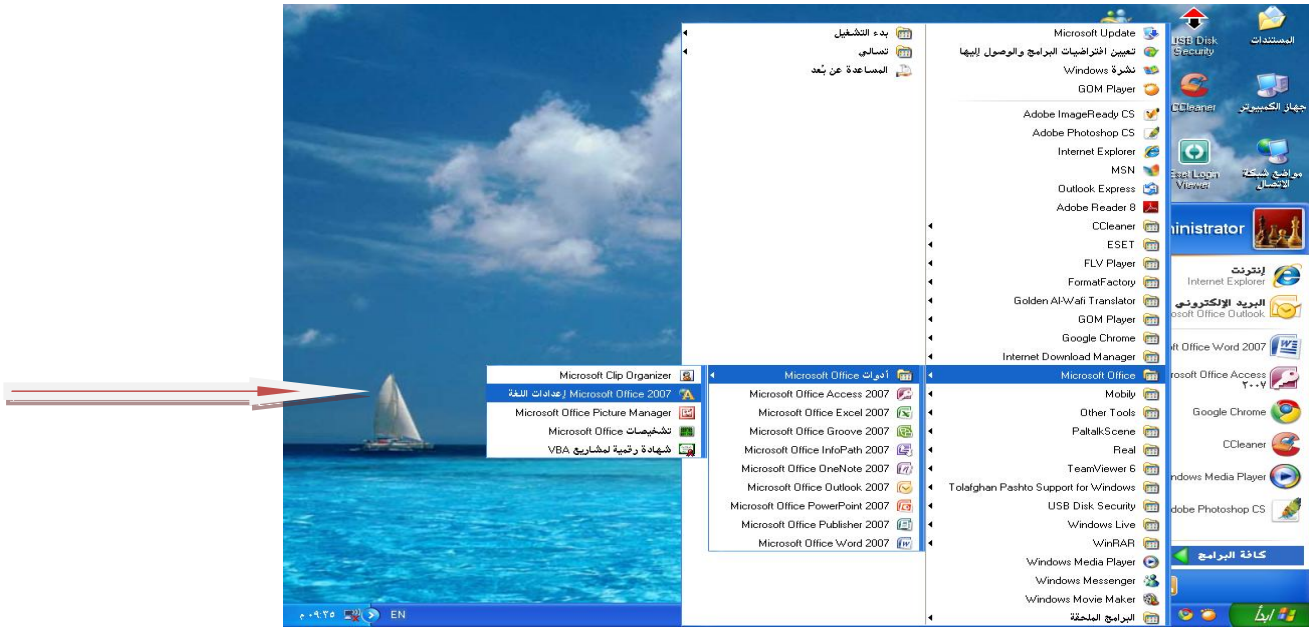 المستندات
USB Disk Security
جهاز الكمبيوتر
CCleaner
مواضع شبكة الاتصال
Eset Login Viewer
inistrator
إنترنت
Internet Explorer
البريد الإلكتروني
osoft Office Outlook
ft Office Word 2007
rosoft Office Access ٢٠٠٧
Google Chrome
CCleaner
ndows Media Player
dobe Photoshop CS
كافة البرامج
ابدأ
Microsoft Update
تعيين افتراضيات البرامج والوصول إليها
نشرة Windows
GOM Player
Adobe ImageReady CS
Adobe Photoshop CS
Internet Explorer
MSN
Outlook Express
Adobe Reader 8
CCleaner
ESET
FLV Player
FormatFactory
Golden Al-Wafi Translator
GOM Player
Google Chrome
Internet Download Manager
Microsoft Office
Mobily
Other Tools
PaltalkScene
Real
TeamViewer 6
Tolafghan Pashto Support for Windows
USB Disk Security
Windows Live
WinRAR
Windows Media Player
Windows Messenger
Windows Movie Maker
البرامج الملحقة
بدء التشغيل
تسالي
المساعدة عن بُعد
أدوات Microsoft Office
Microsoft Office Access 2007
Microsoft Office Excel 2007
Microsoft Office Groove 2007
Microsoft Office InfoPath 2007
Microsoft Office OneNote 2007
Microsoft Office Outlook 2007
Microsoft Office PowerPoint 2007
Microsoft Office Publisher 2007
Microsoft Office Word 2007
Microsoft Clip Organizer
إعدادات اللغة Microsoft Office 2007
Microsoft Office Picture Manager
تشخيصات Microsoft Office
شهادة رقمية لمشاريع VBA
EN
٠٩:٣٥ م